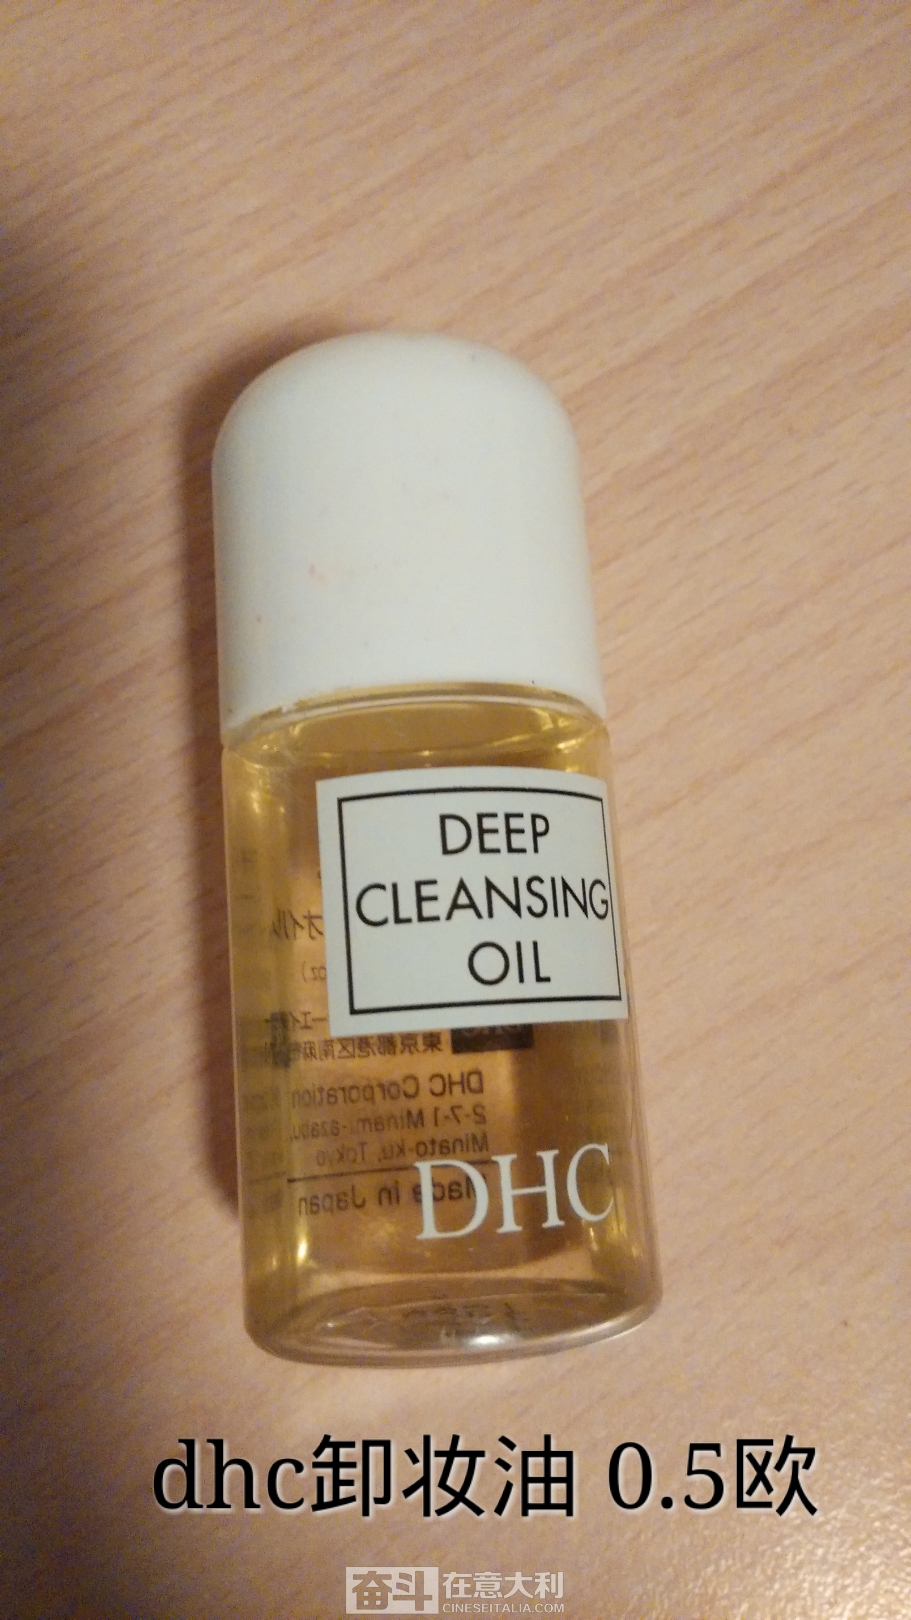 DEEP
CLEANSING
OIL
DHC Corporation
2-7-1 Minami-azabu,
Minato-ku, Tokyo
Made in Japan
DHC
dhc卸妆油 0.5欧
奋斗在意大利
CINESEITALIA.COM